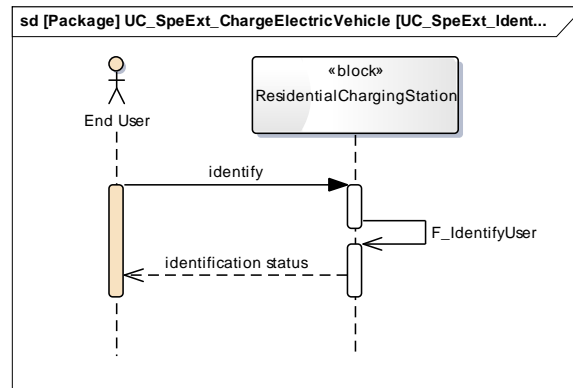 sd [Package] UC_SpeExt_ChargeElectricVehicle [UC_SpeExt_Ident...
«block»
ResidentialChargingStation
End User
identify
F_IdentifyUser
identification status